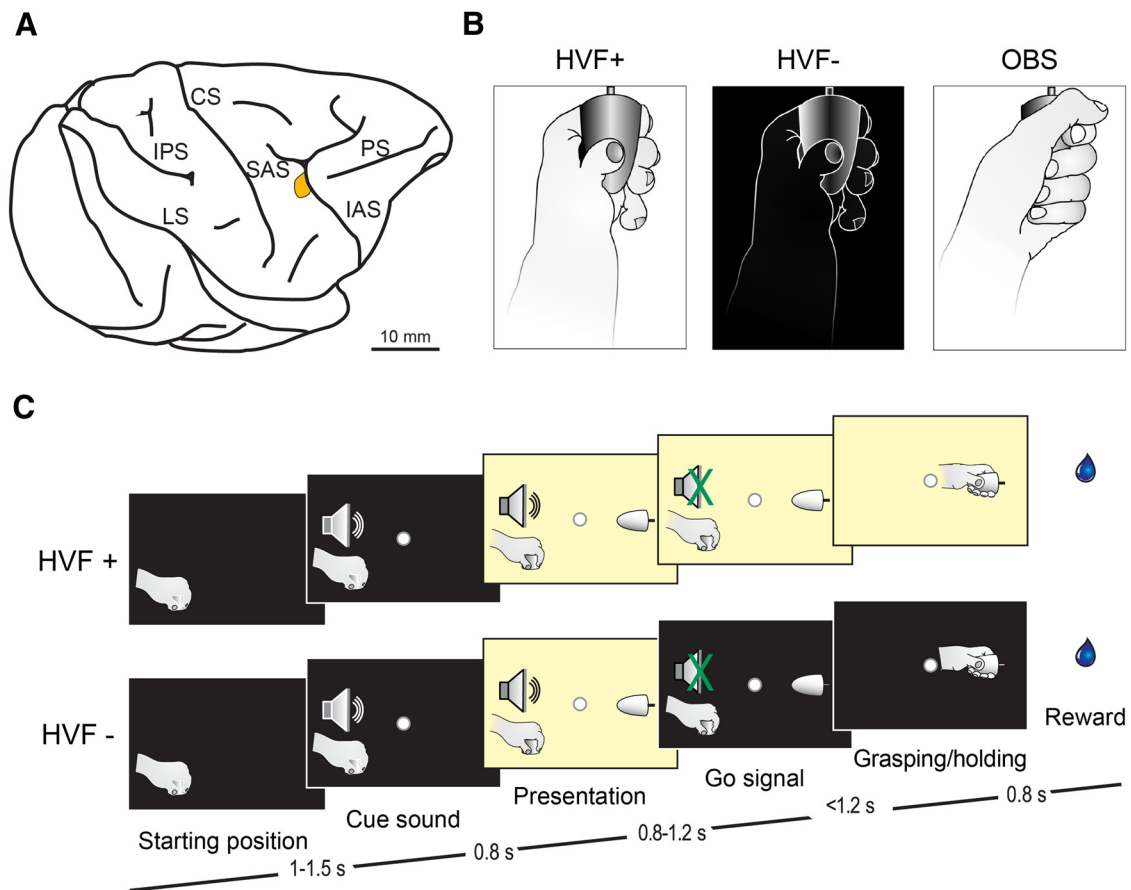 A
CS
IPS
PS
SAS
LS
IAS
10 mm
B
HVF+
HVF-
OBS
C
HVF +
HVF -
Starting position
Cue sound
Presentation
Go signal
Grasping/holding
Reward
1-1.5 s
0.8 s
0.8-1.2 s
<1.2 s
0.8 s